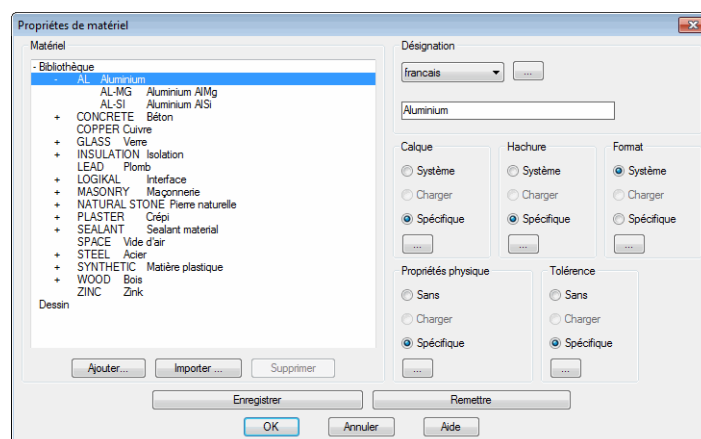 Propriétes de matériel
Matériel
- Bibliothèque
- AL Aluminium
AL-MG Aluminium AlMg
AL-SI Aluminium AlSi
+ CONCRETE Béton
COPPER Cuivre
+ GLASS Verre
+ INSULATION Isolation
LEAD Plomb
+ LOGIKAL Interface
+ MASONRY Maçonnerie
+ NATURAL STONE Pierre naturelle
+ PLASTER Crépi
+ SEALANT Sealant material
SPACE Vide d'air
+ STEEL Acier
+ SYNTHETIC Matière plastique
+ WOOD Bois
ZINC Zink
Dessin
Ajouter... Importer ... Supprimer
Désignation
francais ...
Aluminium
Calque Hachure Format
Système Système Système
Charger Charger
Spécifique Spécifique Spécifique
... ... ...
Propriétés physique Tolérence
Sans Sans
Charger Charger
Spécifique Spécifique
... ...
Enregistrer Remettre
OK Annuler Aide